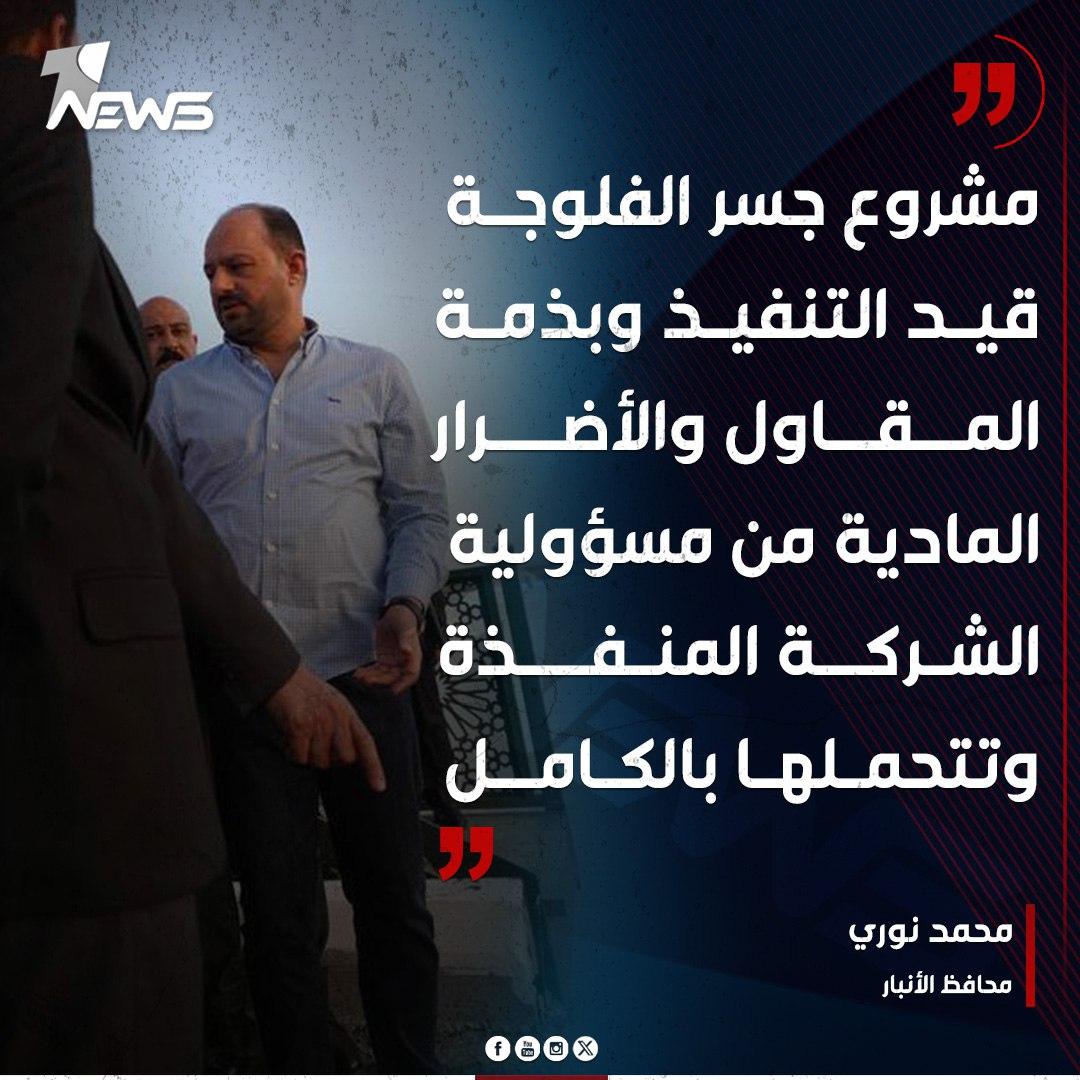 1NEWS
مشروع جسر الفلوجة
قيد التنفيذ وبذمة
المقاول والأضرار
المادية من مسؤولية
الشركة المنفذة
وتتحملها بالكامل
محمد نوري
محافظ الأنبار